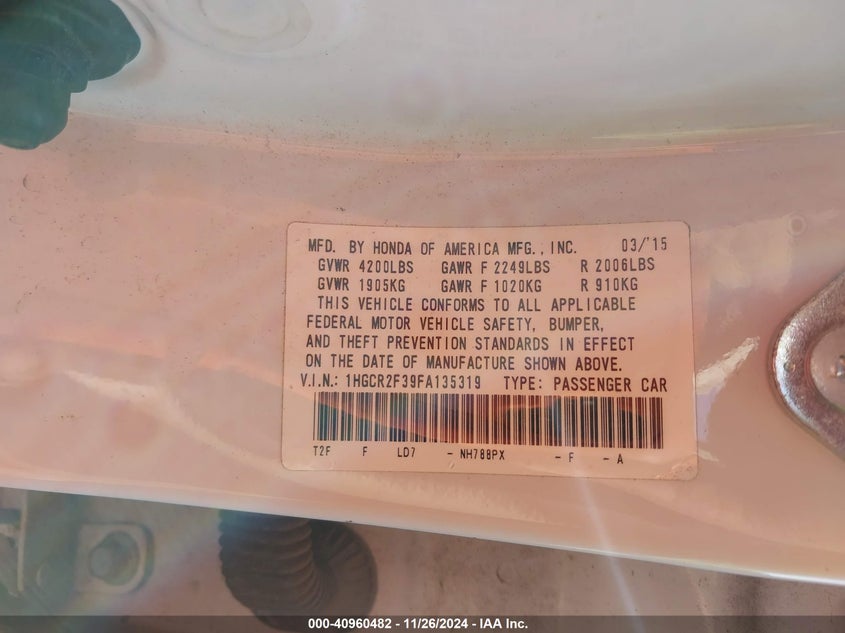 MFD. BY HONDA OF AMERICA MFG., INC. 03/'15
GVWR 4200LBS GAWR F 2249LBS R 2006LBS
GVWR 1905KG GAWR F 1020KG R 910KG
THIS VEHICLE CONFORMS TO ALL APPLICABLE
FEDERAL MOTOR VEHICLE SAFETY, BUMPER,
AND THEFT PREVENTION STANDARDS IN EFFECT
ON THE DATE OF MANUFACTURE SHOWN ABOVE.
V.I.N.: 1HGCR2F39FA135319 TYPE: PASSENGER CAR
T2F F LD7 - NH788PX - F - A
000-40960482 - 11/26/2024 - IAA Inc.